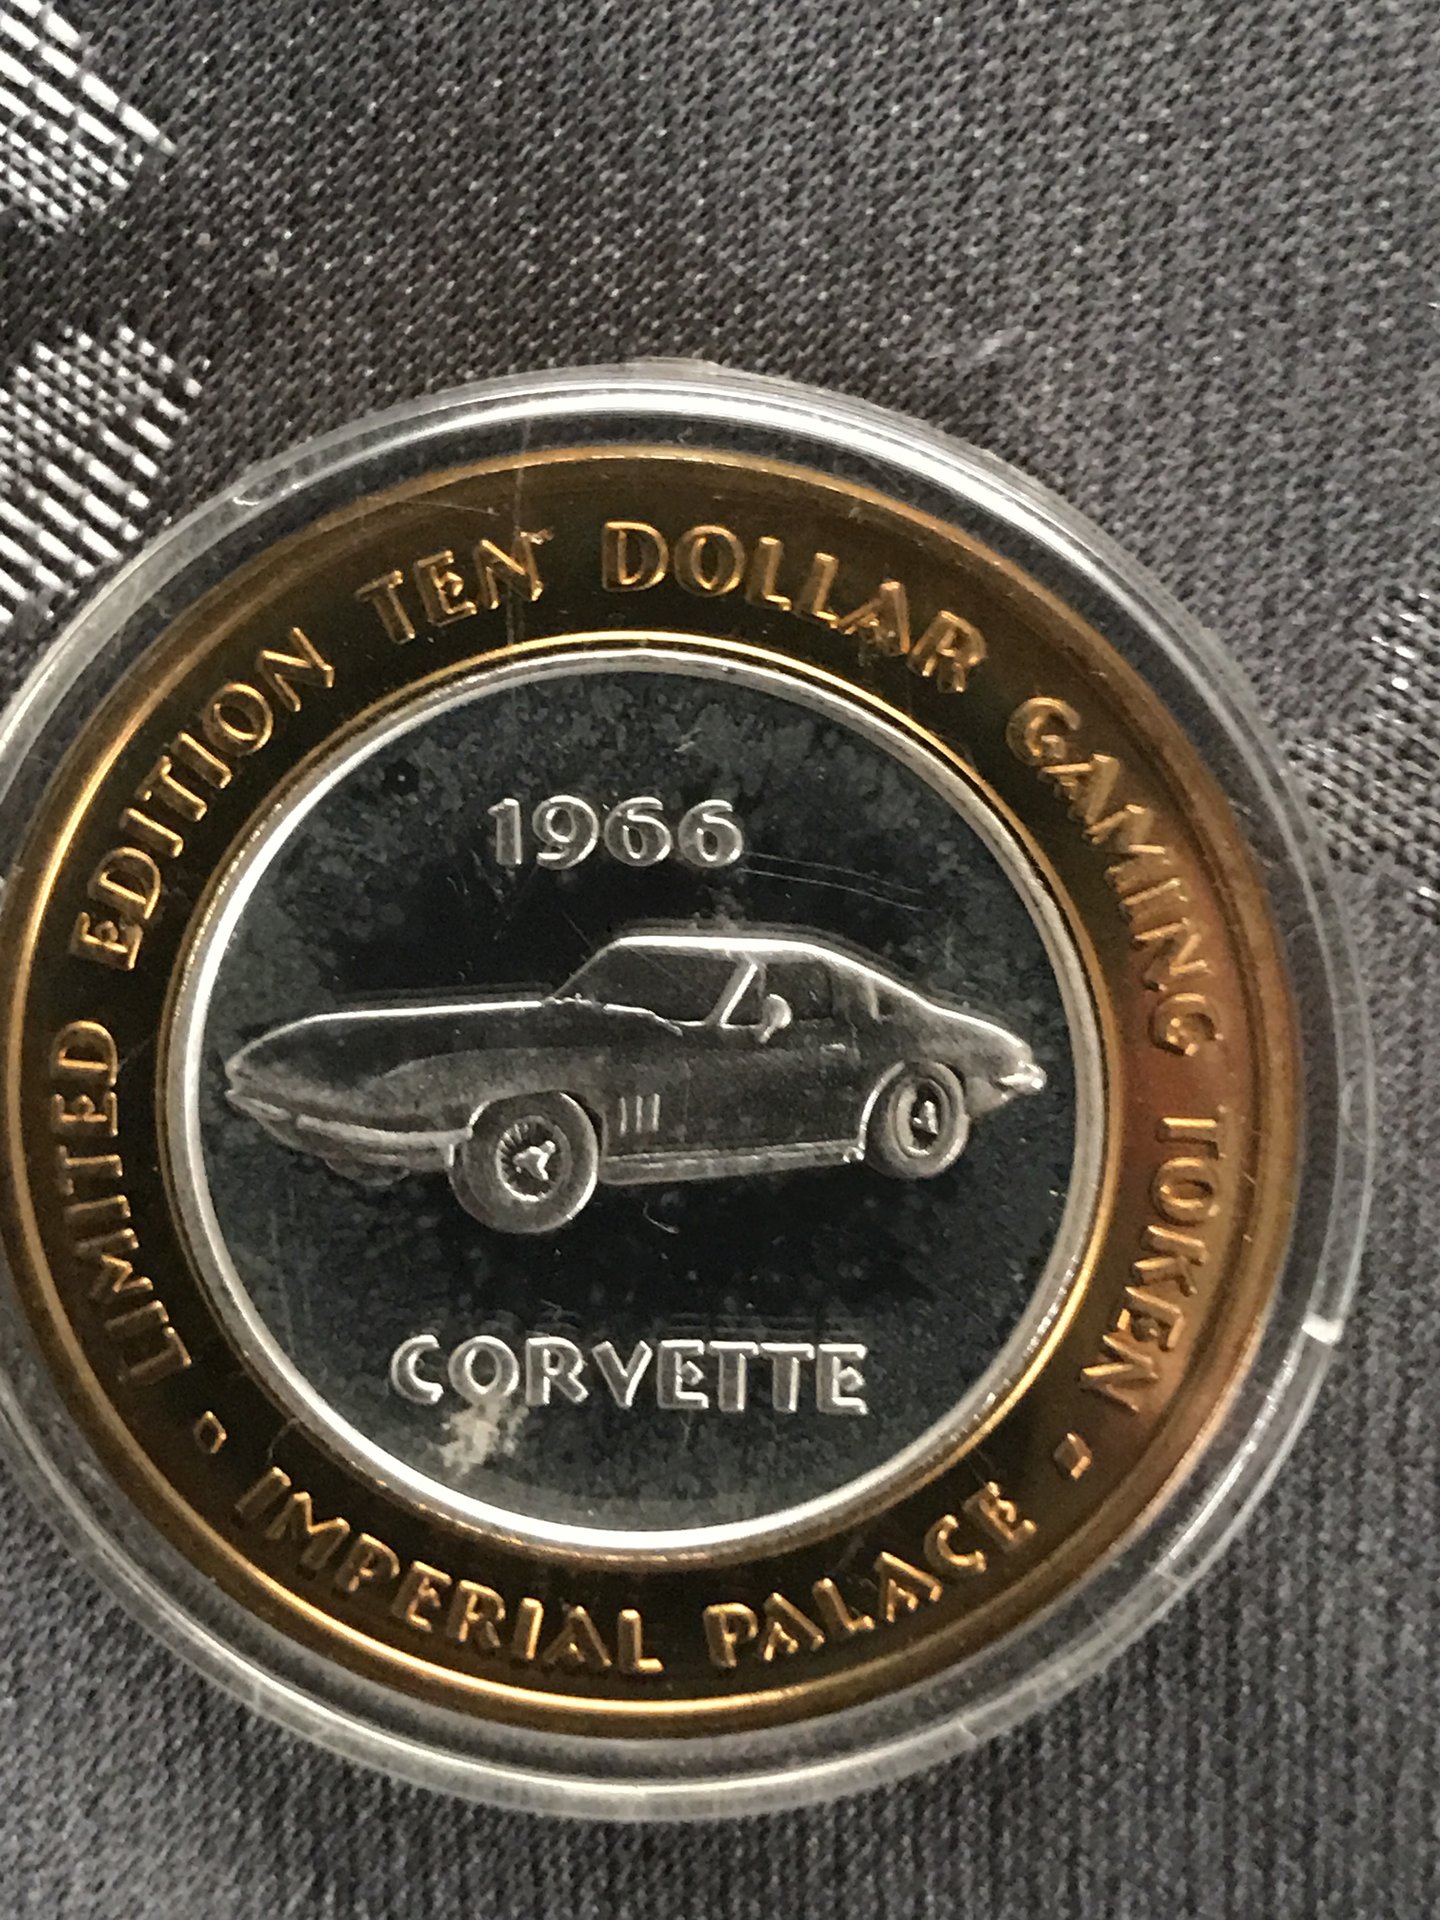 LIMITED EDITION TEN DOLLAR GAMING TOKEN
1966
CORVETTE
· IMPERIAL PALACE ·